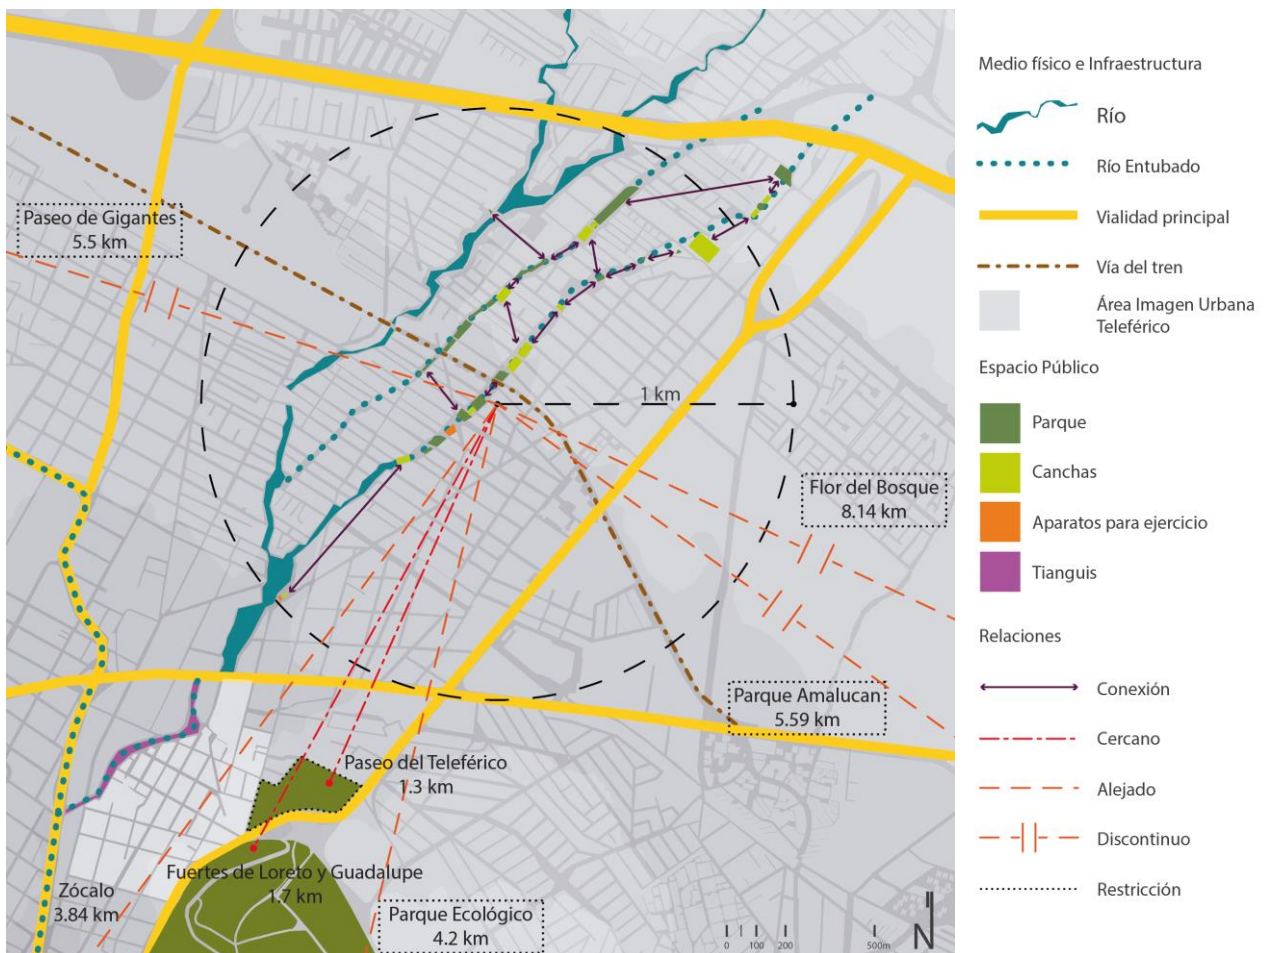 Paseo de Gigantes
5.5 km
1 km
Flor del Bosque
8.14 km
Parque Amalucan
5.59 km
Paseo del Teleférico
1.3 km
Fuertes de Loreto y Guadalupe
1.7 km
Zócalo
3.84 km
Parque Ecológico
4.2 km
0 100 200 500m
N
Medio físico e Infraestructura
Río
Río Entubado
Vialidad principal
Vía del tren
Área Imagen Urbana
Teleférico
Espacio Público
Parque
Canchas
Aparatos para ejercicio
Tianguis
Relaciones
Conexión
Cercano
Alejado
Discontinuo
Restricción